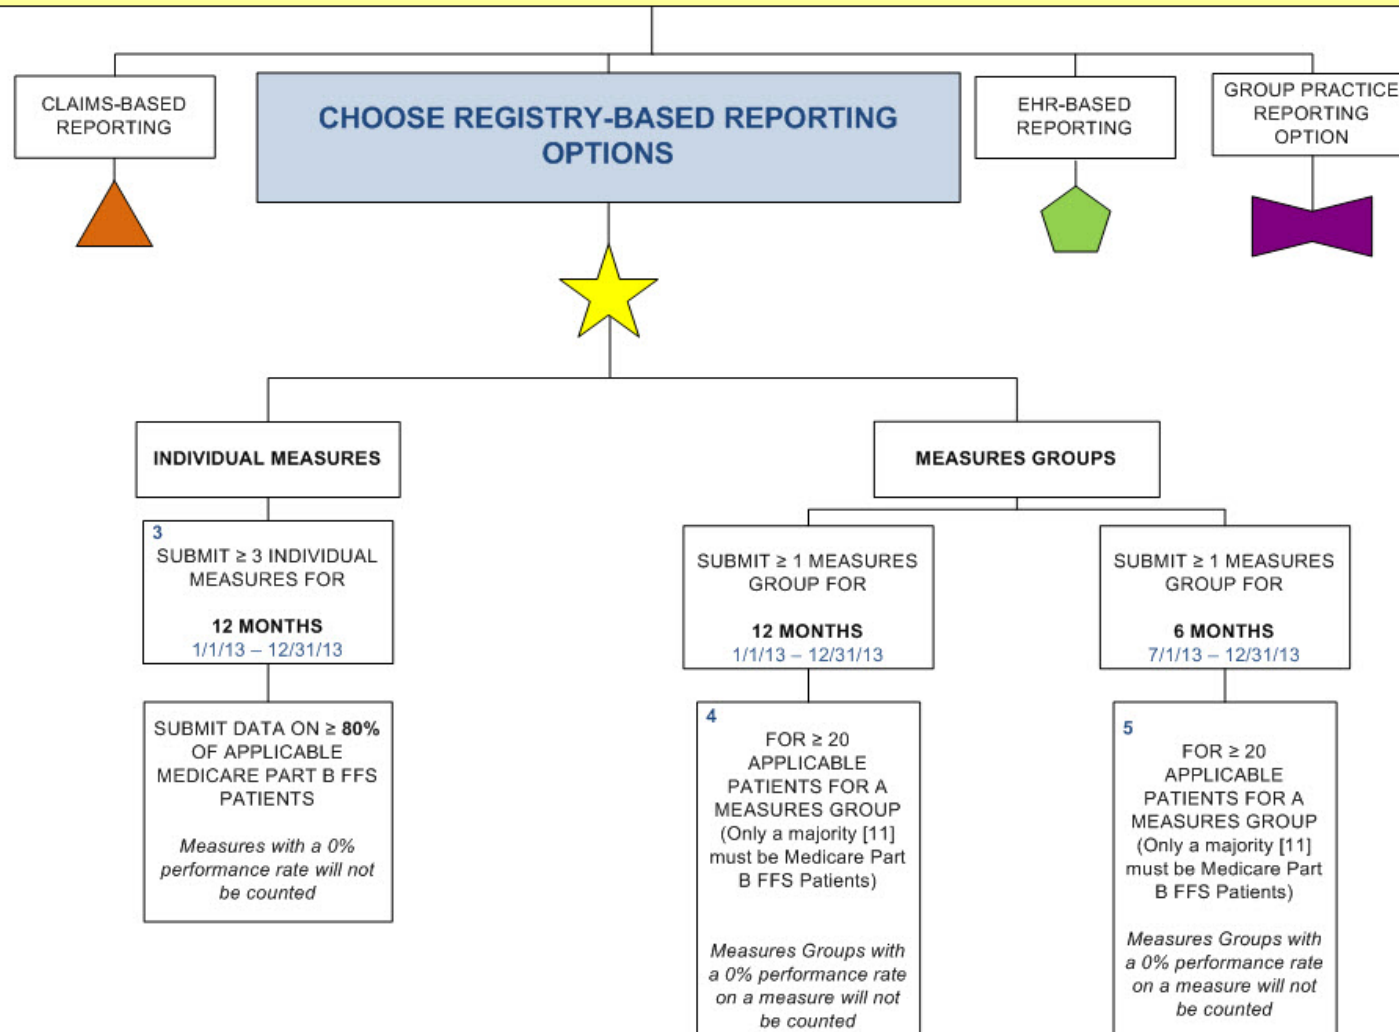 CLAIMS-BASED
REPORTING
CHOOSE REGISTRY-BASED REPORTING
OPTIONS
EHR-BASED
REPORTING
GROUP PRACTICE
REPORTING
OPTION
INDIVIDUAL MEASURES
MEASURES GROUPS
3
SUBMIT ≥ 3 INDIVIDUAL
MEASURES FOR
12 MONTHS
1/1/13 – 12/31/13
SUBMIT ≥ 1 MEASURES
GROUP FOR
12 MONTHS
1/1/13 – 12/31/13
SUBMIT ≥ 1 MEASURES
GROUP FOR
6 MONTHS
7/1/13 – 12/31/13
SUBMIT DATA ON ≥ 80%
OF APPLICABLE
MEDICARE PART B FFS
PATIENTS
Measures with a 0%
performance rate will not
be counted
4
FOR ≥ 20
APPLICABLE
PATIENTS FOR A
MEASURES GROUP
(Only a majority [11]
must be Medicare Part
B FFS Patients)
Measures Groups with
a 0% performance rate
on a measure will not
be counted
5
FOR ≥ 20
APPLICABLE
PATIENTS FOR A
MEASURES GROUP
(Only a majority [11]
must be Medicare Part
B FFS Patients)
Measures Groups with
a 0% performance rate
on a measure will not
be counted